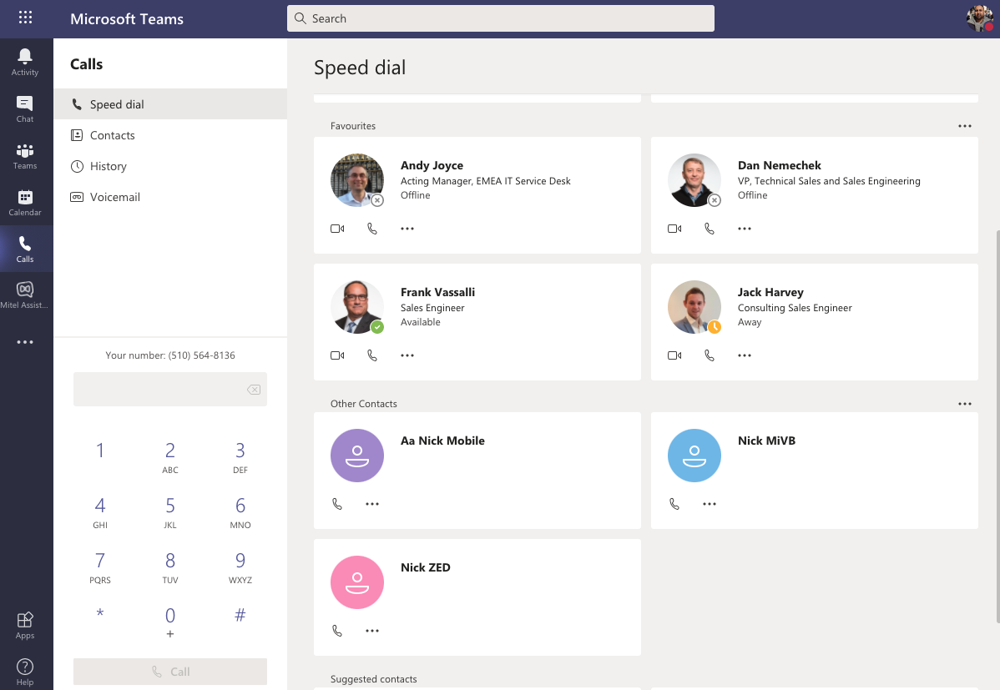 Microsoft Teams
Search
Activity
Chat
Teams
Calendar
Calls
Mitel Assist...
Apps
Help
Calls
Speed dial
Contacts
History
Voicemail
Your number: (510) 564-8136
1
2
3
ABC
DEF
4
5
6
GHI
JKL
MNO
7
8
9
PQRS
TUV
WXYZ
*
0
#
+
Call
Speed dial
Favourites
Andy Joyce
Acting Manager, EMEA IT Service Desk
Offline
Dan Nemechek
VP, Technical Sales and Sales Engineering
Offline
Frank Vassalli
Sales Engineer
Available
Jack Harvey
Consulting Sales Engineer
Away
Other Contacts
Aa Nick Mobile
Nick MiVB
Nick ZED
Suggested contacts